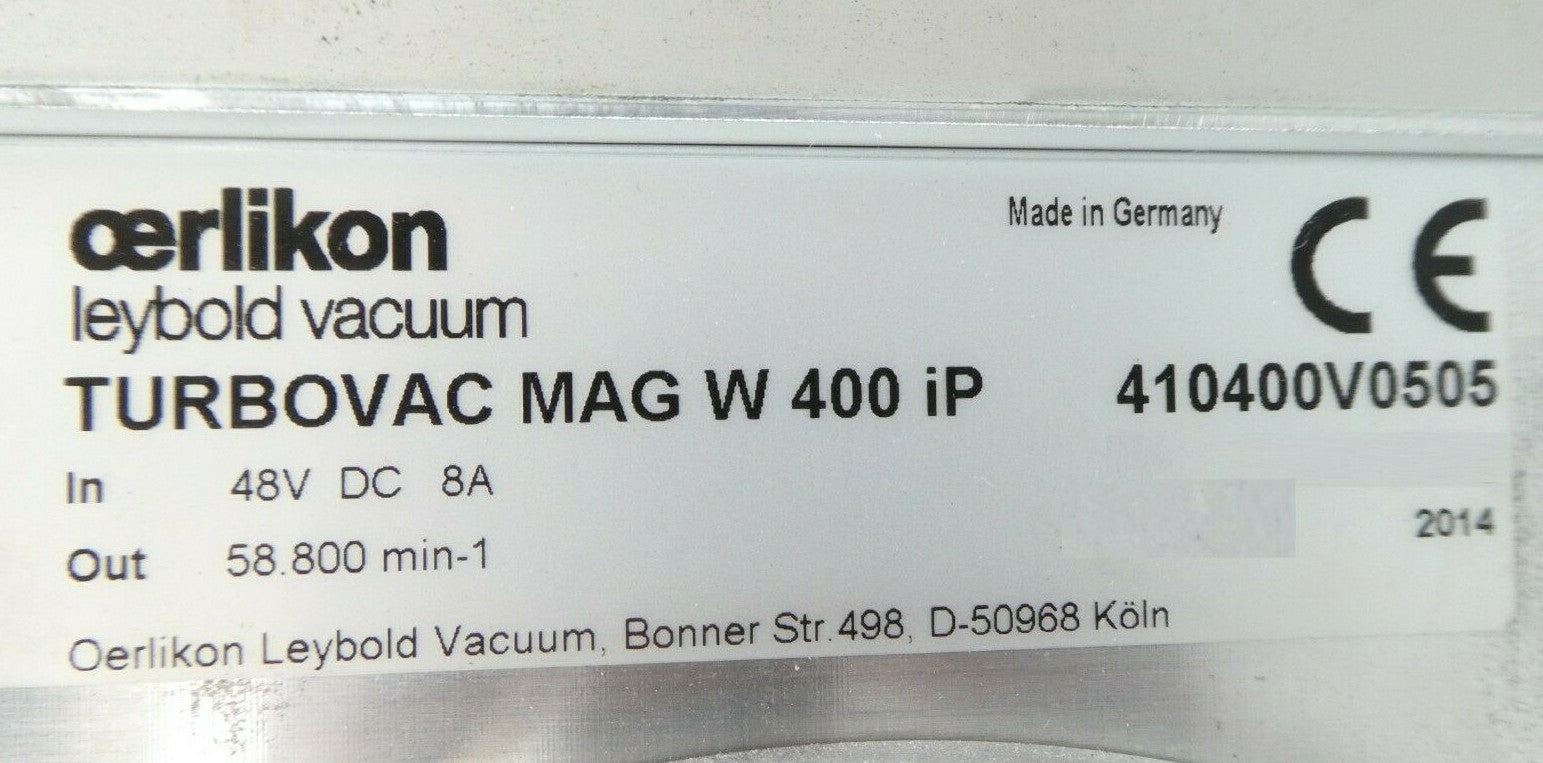 œrlikon
leybold vacuum
Made in Germany
CE
TURBOVAC MAG W 400 iP 410400V0505
In 48V DC 8A
Out 58.800 min-1
2014
Oerlikon Leybold Vacuum, Bonner Str.498, D-50968 Köln